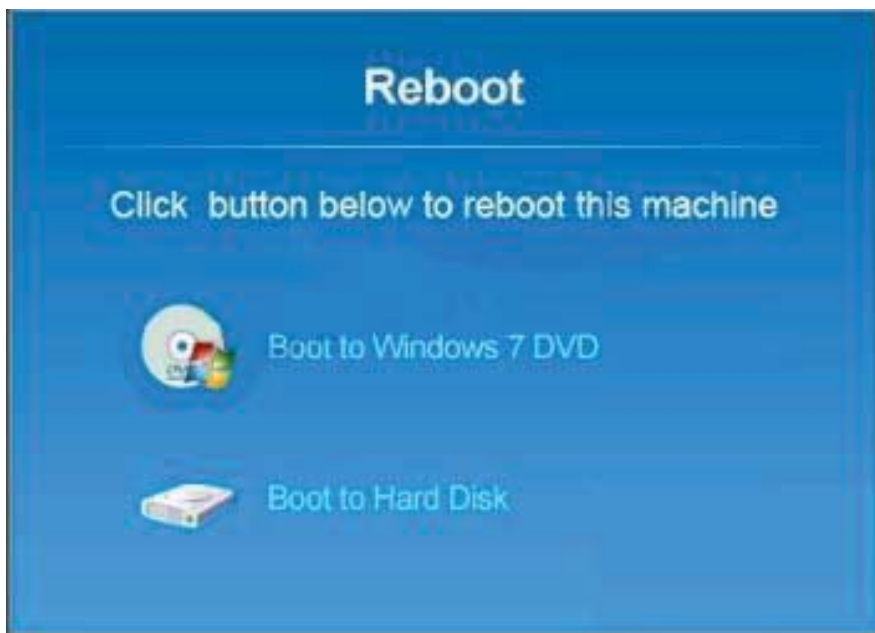 Reboot
Click button below to reboot this machine
Boot to Windows 7 DVD
Boot to Hard Disk